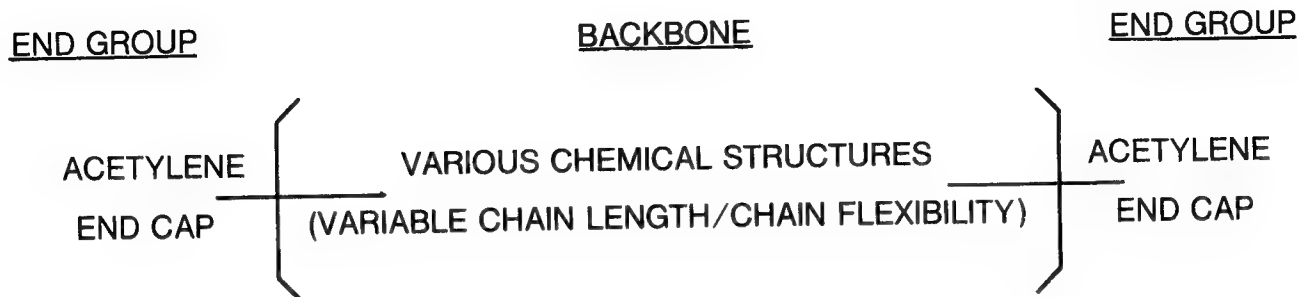 END GROUP
BACKBONE
END GROUP
ACETYLENE
END CAP
VARIOUS CHEMICAL STRUCTURES
(VARIABLE CHAIN LENGTH/CHAIN FLEXIBILITY)
ACETYLENE
END CAP